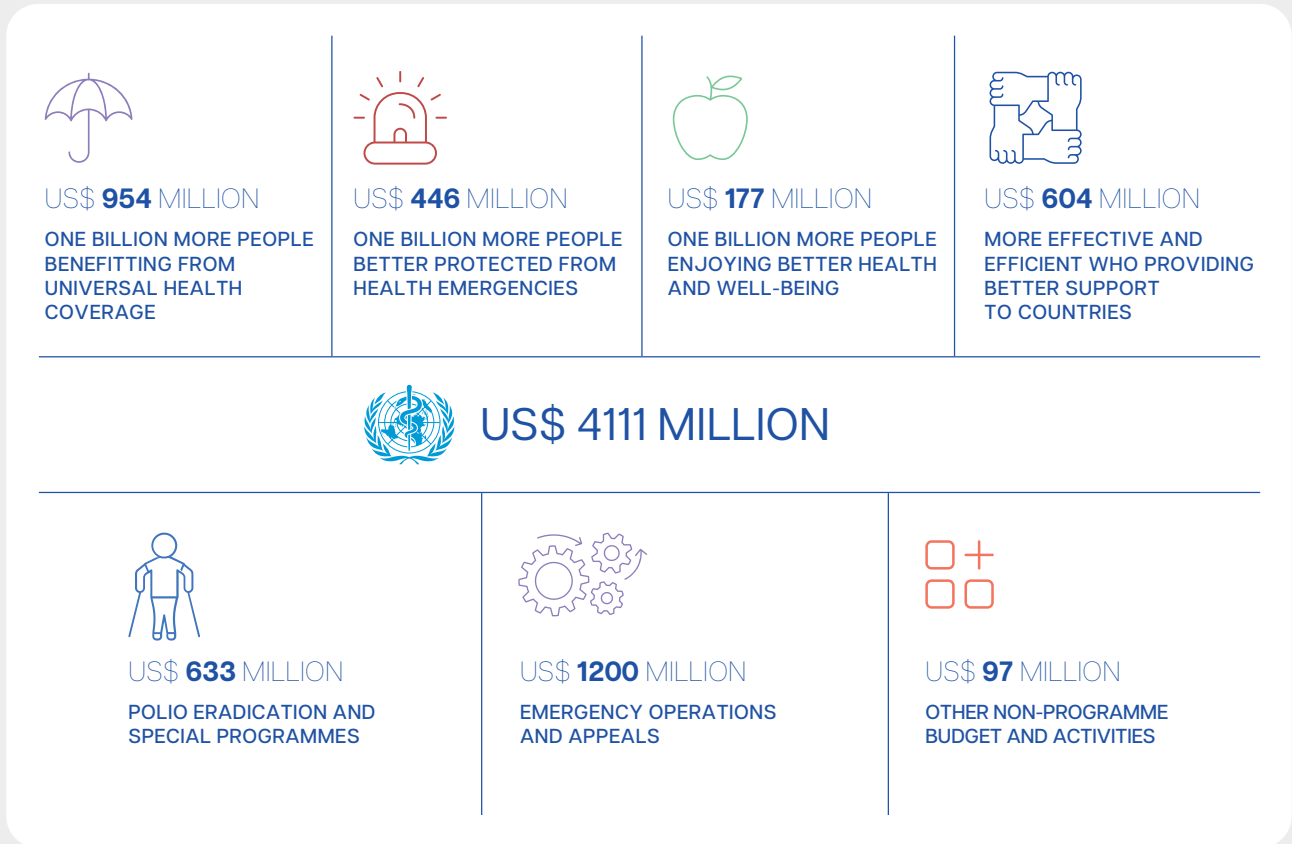 US$ 954 MILLION
ONE BILLION MORE PEOPLE
BENEFITTING FROM
UNIVERSAL HEALTH
COVERAGE
US$ 446 MILLION
ONE BILLION MORE PEOPLE
BETTER PROTECTED FROM
HEALTH EMERGENCIES
US$ 177 MILLION
ONE BILLION MORE PEOPLE
ENJOYING BETTER HEALTH
AND WELL-BEING
US$ 604 MILLION
MORE EFFECTIVE AND
EFFICIENT WHO PROVIDING
BETTER SUPPORT
TO COUNTRIES
US$ 4111 MILLION
US$ 633 MILLION
POLIO ERADICATION AND
SPECIAL PROGRAMMES
US$ 1200 MILLION
EMERGENCY OPERATIONS
AND APPEALS
US$ 97 MILLION
OTHER NON-PROGRAMME
BUDGET AND ACTIVITIES